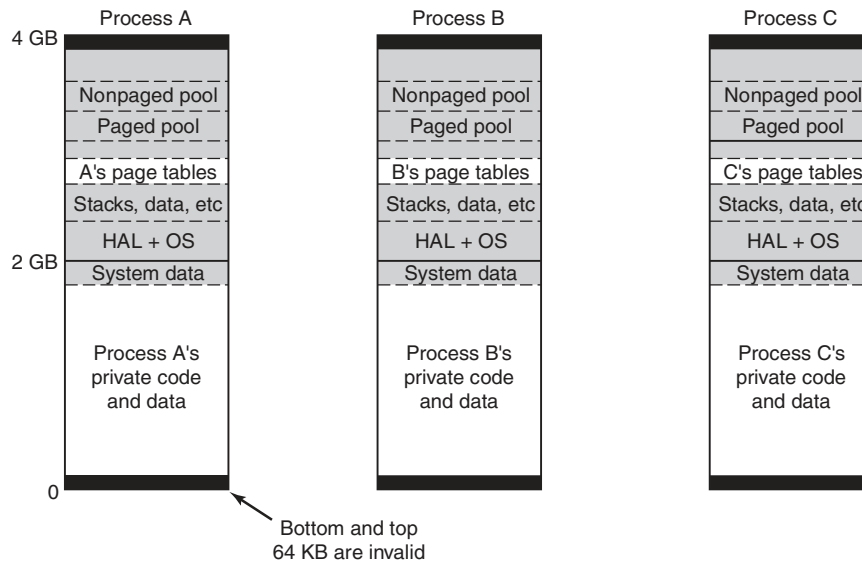 Process A
Process B
Process C
4 GB
Nonpaged pool
Nonpaged pool
Nonpaged pool
Paged pool
Paged pool
Paged pool
A's page tables
B's page tables
C's page tables
Stacks, data, etc
Stacks, data, etc
Stacks, data, etc
HAL + OS
HAL + OS
HAL + OS
2 GB
System data
System data
System data
Process A's
private code
and data
Process B's
private code
and data
Process C's
private code
and data
0
Bottom and top
64 KB are invalid